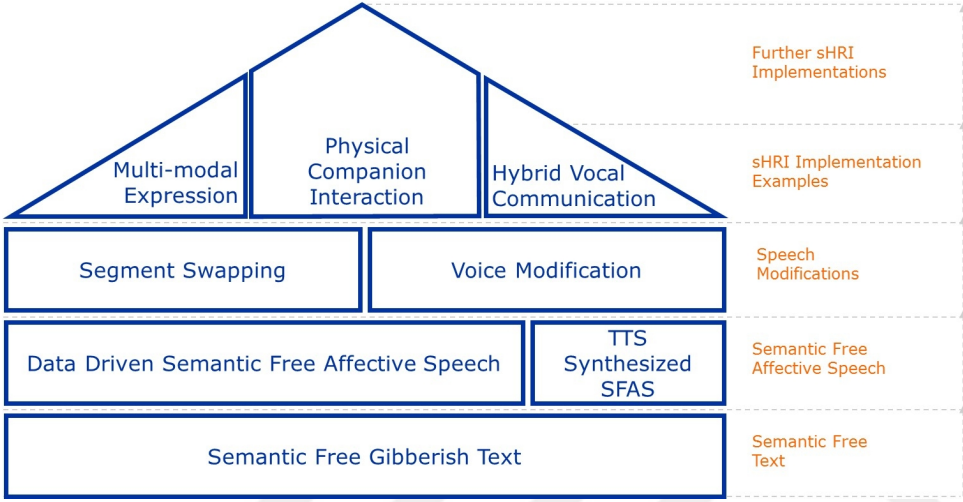 Further sHRI
Implementations
Physical
Companion
Interaction
Multi-modal
Expression
Hybrid Vocal
Communication
sHRI Implementation
Examples
Segment Swapping
Voice Modification
Speech
Modifications
Data Driven Semantic Free Affective Speech
TTS
Synthesized
SFAS
Semantic Free
Affective Speech
Semantic Free Gibberish Text
Semantic Free
Text